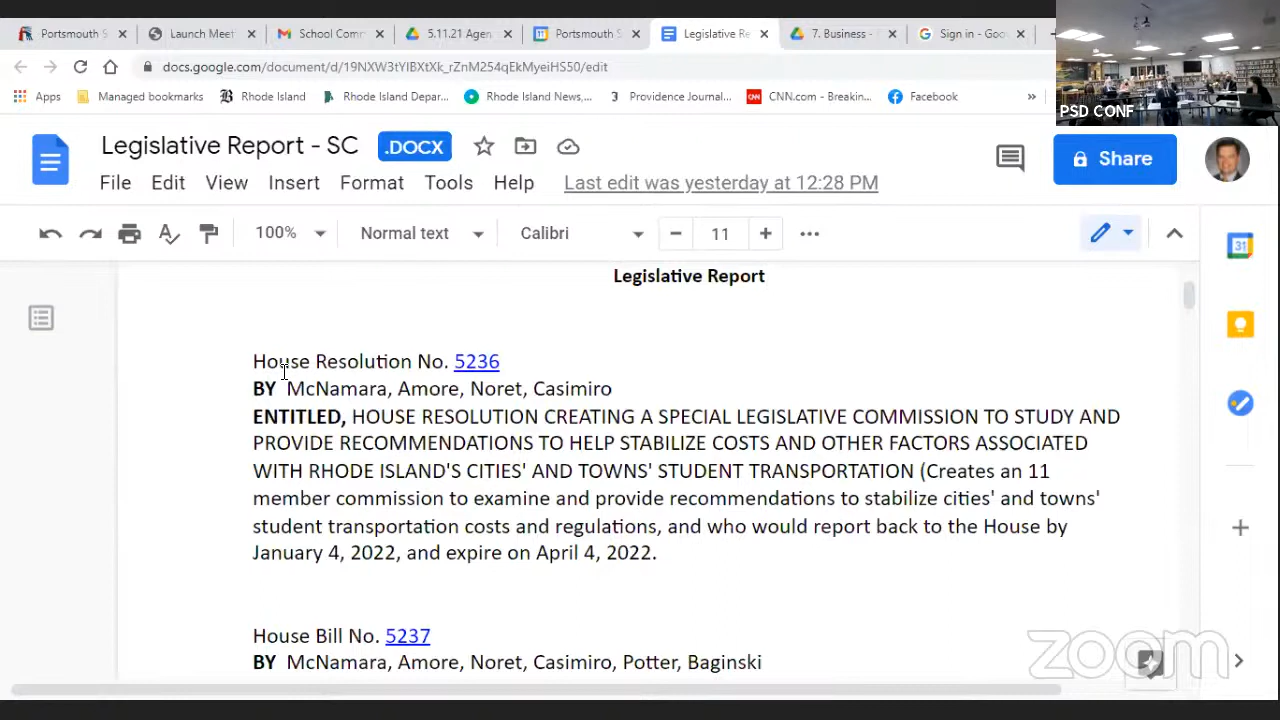 Portsmouth S
Launch Meet
School Comm
5.11.21 Agen
Portsmouth S
Legislative Re
7. Business -
Sign in - Goo
Apps
Managed bookmarks
Rhode Island
Rhode Island Depar...
Rhode Island News,...
Providence Journal...
CNN.com - Breakin...
Facebook
»
PSD CONF
Legislative Report - SC
.DOCX
Share
File Edit View Insert Format Tools Help
Last edit was yesterday at 12:28 PM
100%
Normal text
Calibri
11
31
Legislative Report
House Resolution No. 5236
BY McNamara, Amore, Noret, Casimiro
ENTITLED, HOUSE RESOLUTION CREATING A SPECIAL LEGISLATIVE COMMISSION TO STUDY AND
PROVIDE RECOMMENDATIONS TO HELP STABILIZE COSTS AND OTHER FACTORS ASSOCIATED
WITH RHODE ISLAND'S CITIES' AND TOWNS' STUDENT TRANSPORTATION (Creates an 11
member commission to examine and provide recommendations to stabilize cities' and towns'
student transportation costs and regulations, and who would report back to the House by
January 4, 2022, and expire on April 4, 2022.
House Bill No. 5237
BY McNamara, Amore, Noret, Casimiro, Potter, Baginski
zoom